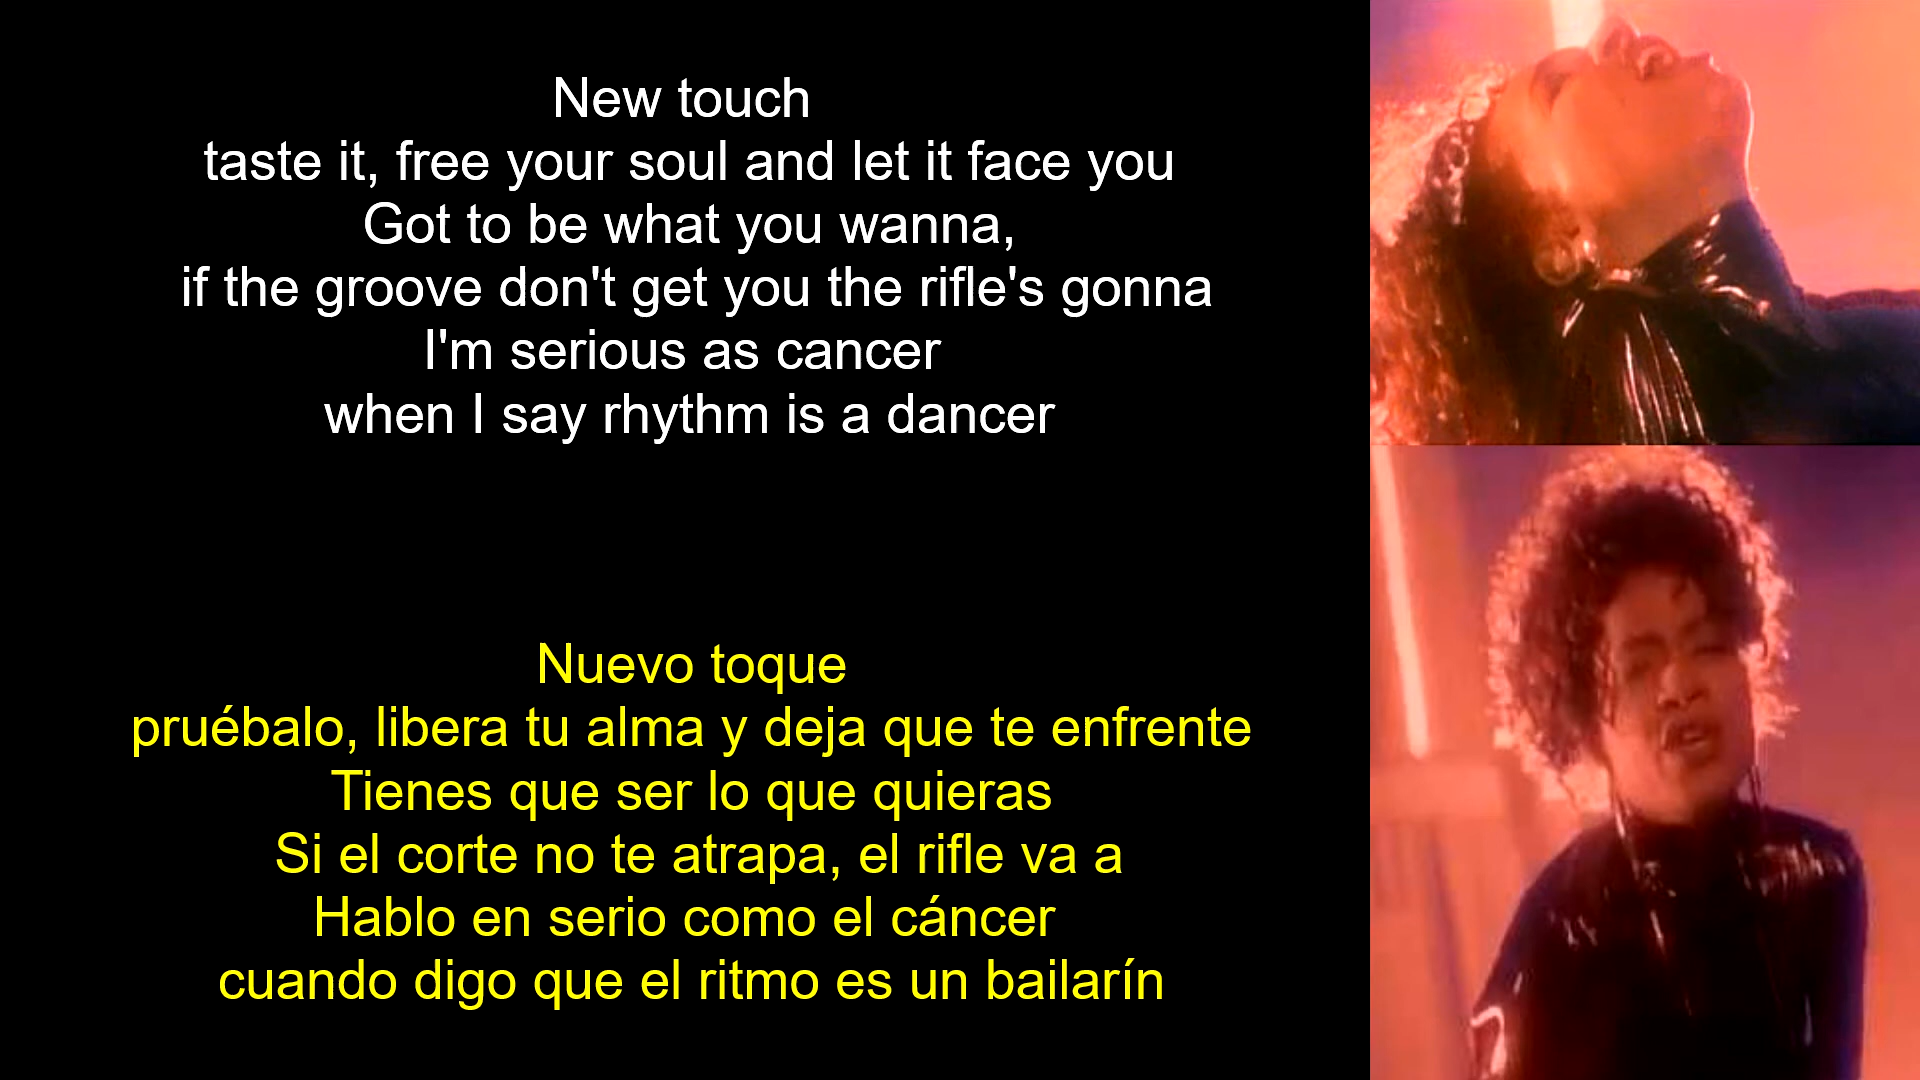 New touch
taste it, free your soul and let it face you
Got to be what you wanna,
if the groove don't get you the rifle's gonna
I'm serious as cancer
when I say rhythm is a dancer
Nuevo toque
pruébalo, libera tu alma y deja que te enfrente
Tienes que ser lo que quieras
Si el corte no te atrapa, el rifle va a
Hablo en serio como el cáncer
cuando digo que el ritmo es un bailarín